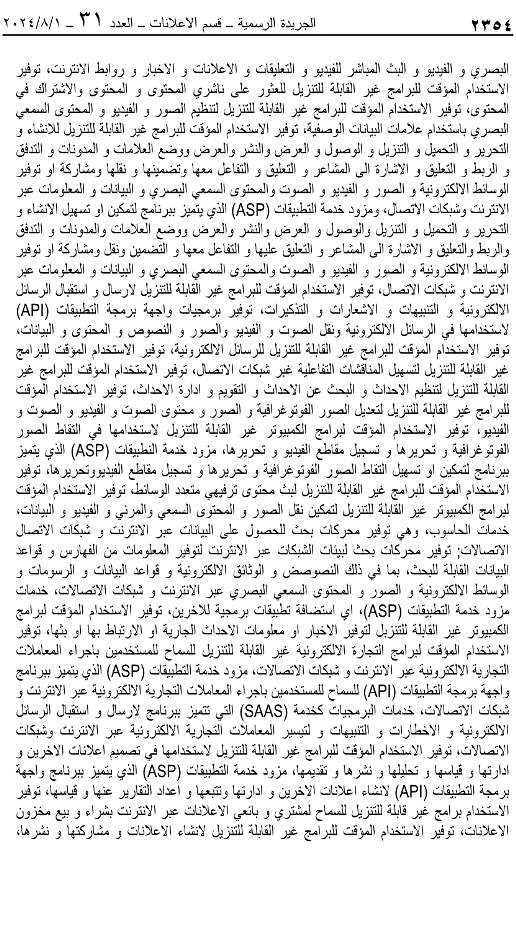 ٢٣٥٤ الجريدة الرسمية – قسم الاعلانات – العدد ٣١ – ٢٠٢٤/٨/١
البصري و الفيديو و البث المباشر للفيديو و التعليقات و الاعلانات و الاخبار و روابط الانترنت، توفير
الاستخدام المؤقت للبرامج غير القابلة للتنزيل للعثور على ناشري المحتوى و المحتوى والاشتراك في
المحتوى، توفير الاستخدام المؤقت للبرامج غير القابلة للتنزيل لتنظيم الصور و الفيديو و المحتوى السمعي
البصري باستخدام علامات البيانات الوصفية، توفير الاستخدام المؤقت للبرامج غير القابلة للتنزيل للانشاء و
التحرير و التحميل و التنزيل و الوصول و العرض والنشر والعرض ووضع العلامات و المدونات و التدفق
و الربط و التعليق و الاشارة الى المشاعر و التعليق و التفاعل معها وتضمينها و نقلها ومشاركة او توفير
الوسائط الالكترونية و الصور و الفيديو و الصوت والمحتوى السمعي البصري و البيانات و المعلومات عبر
الانترنت وشبكات الاتصال، ومزود خدمة التطبيقات (ASP) الذي يتميز ببرنامج لتمكين او تسهيل الانشاء و
التحرير و التحميل و التنزيل والوصول و العرض والنشر والعرض ووضع العلامات والمدونات و التدفق
والربط والتعليق و الاشارة الى المشاعر و التعليق عليها و التفاعل معها و التضمين ونقل ومشاركة او توفير
الوسائط الالكترونية و الصور و الفيديو و الصوت والمحتوى السمعي البصري و البيانات و المعلومات عبر
الانترنت و شبكات الاتصال، توفير الاستخدام المؤقت للبرامج غير القابلة للتنزيل لارسال و استقبال الرسائل
الالكترونية و التنبيهات و الاشعارات و التذكيرات، توفير برمجيات واجهة برمجة التطبيقات (API)
لاستخدامها في الرسائل الالكترونية ونقل الصوت و الفيديو والصور و النصوص و المحتوى و البيانات،
توفير الاستخدام المؤقت للبرامج غير القابلة للتنزيل للرسائل الالكترونية، توفير الاستخدام المؤقت للبرامج
غير القابلة للتنزيل لتسهيل المناقشات التفاعلية غبر شبكات الاتصال، توفير الاستخدام المؤقت للبرامج غير
القابلة للتنزيل لتنظيم الاحداث و البحث عن الاحداث و التقويم و ادارة الاحداث، توفير الاستخدام المؤقت
للبرامج غير القابلة للتنزيل لتعديل الصور الفوتوغرافية و الصور و محتوى الصوت و الفيديو و الصوت و
الفيديو، توفير الاستخدام المؤقت لبرامج الكمبيوتر غير القابلة للتنزيل لاستخدامها في التقاط الصور
الفوتوغرافية و تحريرها و تسجيل مقاطع الفيديو و تحريرها، مزود خدمة التطبيقات (ASP) الذي يتميز
ببرنامج لتمكين او تسهيل التقاط الصور الفوتوغرافية و تحريرها و تسجيل مقاطع الفيديووتحريرها، توفير
الاستخدام المؤقت للبرامج غير القابلة للتنزيل لبث محتوى ترفيهي متعدد الوسائط، توفير الاستخدام المؤقت
لبرامج الكمبيوتر غير القابلة للتنزيل لتمكين نقل الصور و المحتوى السمعي والمرئي و الفيديو و البيانات،
خدمات الحاسوب، وهي توفير محركات بحث للحصول على البيانات عبر الانترنت و شبكات الاتصال
الاتصالات; توفير محركات بحث لبيئات الشبكات عبر الانترنت لتوفير المعلومات من الفهارس و قواعد
البيانات القابلة للبحث، بما في ذلك النصوصص و الوثائق الالكترونية و قواعد البيانات و الرسومات و
الوسائط الالكترونية و الصور و المحتوى السمعي البصري عبر الانترنت و شبكات الاتصالات، خدمات
مزود خدمة التطبيقات (ASP)، اي استضافة تطبيقات برمجية للاخرين، توفير الاستخدام المؤقت لبرامج
الكمبيوتر غير القابلة للتنزيل لتوفير الاخبار او معلومات الاحداث الجارية او الارتباط بها او بثها، توفير
الاستخدام المؤقت لبرامج التجارة الالكترونية غير القابلة للتنزيل للسماح للمستخدمين باجراء المعاملات
التجارية الالكترونية عبر الانترنت و شبكات الاتصالات، مزود خدمة التطبيقات (ASP) الذي يتميز ببرنامج
واجهة برمجة التطبيقات (API) للسماح للمستخدمين باجراء المعاملات التجارية الالكترونية عبر الانترنت و
شبكات الاتصالات، خدمات البرمجيات كخدمة (SAAS) التي تتميز ببرنامج لارسال و استقبال الرسائل
الالكترونية و الاخطارات و التنبيهات و لتيسير المعاملات التجارية الالكترونية عبر الانترنت وشبكات
الاتصالات، توفير الاستخدام المؤقت للبرامج غير القابلة للتنزيل لاستخدامها في تصميم اعلانات الاخرين و
ادارتها و قياسها و تحليلها و نشرها و تقديمها، مزود خدمة التطبيقات (ASP) الذي يتميز ببرنامج واجهة
برمجة التطبيقات (API) لانشاء اعلانات الاخرين و ادارتها وتتبعها و اعداد التقارير عنها و قياسها، توفير
الاستخدام برامج غير قابلة للتنزيل للسماح لمشتري و بائعي الاعلانات عبر الانترنت بشراء و بيع مخزون
الاعلانات، توفير الاستخدام المؤقت للبرامج غير القابلة للتنزيل لانشاء الاعلانات و مشاركتها و نشرها،